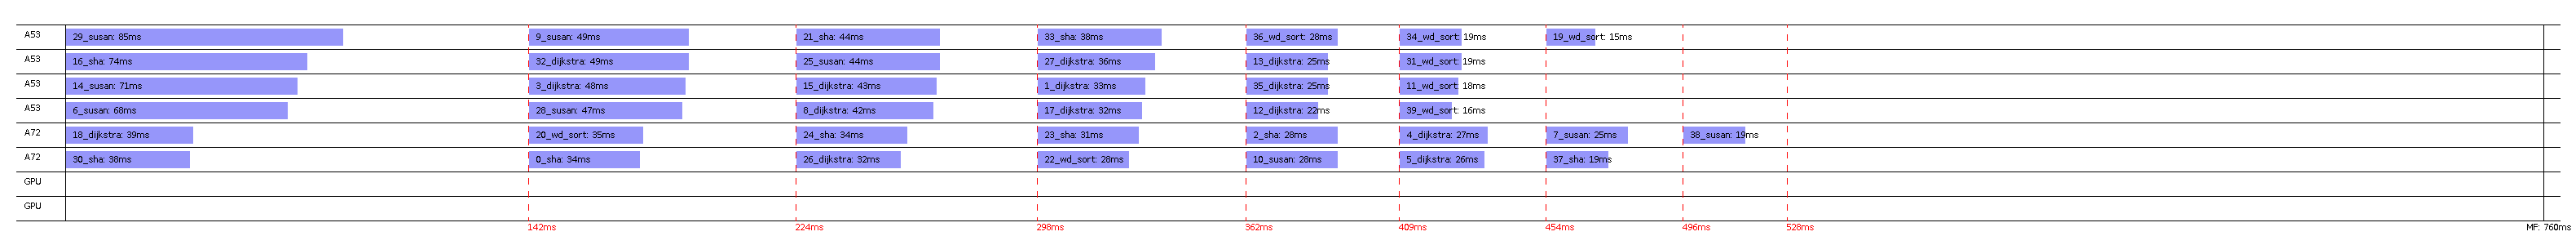 A53 29_susan: 85ms 9_susan: 49ms 21_sha: 44ms 33_sha: 38ms 36_wd_sort: 28ms 34_wd_sort: 19ms 19_wd_sort: 15ms
A53 16_sha: 74ms 32_dijkstra: 49ms 25_susan: 44ms 27_dijkstra: 36ms 13_dijkstra: 25ms 31_wd_sort: 19ms
A53 14_susan: 71ms 3_dijkstra: 48ms 15_dijkstra: 43ms 1_dijkstra: 33ms 35_dijkstra: 25ms 11_wd_sort: 18ms
A53 6_susan: 68ms 28_susan: 47ms 8_dijkstra: 42ms 17_dijkstra: 32ms 12_dijkstra: 22ms 39_wd_sort: 16ms
A72 18_dijkstra: 39ms 20_wd_sort: 35ms 24_sha: 34ms 23_sha: 31ms 2_sha: 28ms 4_dijkstra: 27ms 7_susan: 25ms 38_susan: 19ms
A72 30_sha: 38ms 0_sha: 34ms 26_dijkstra: 32ms 22_wd_sort: 28ms 10_susan: 28ms 5_dijkstra: 26ms 37_sha: 19ms
GPU
GPU
142ms 224ms 298ms 362ms 409ms 454ms 496ms 528ms MF: 760ms